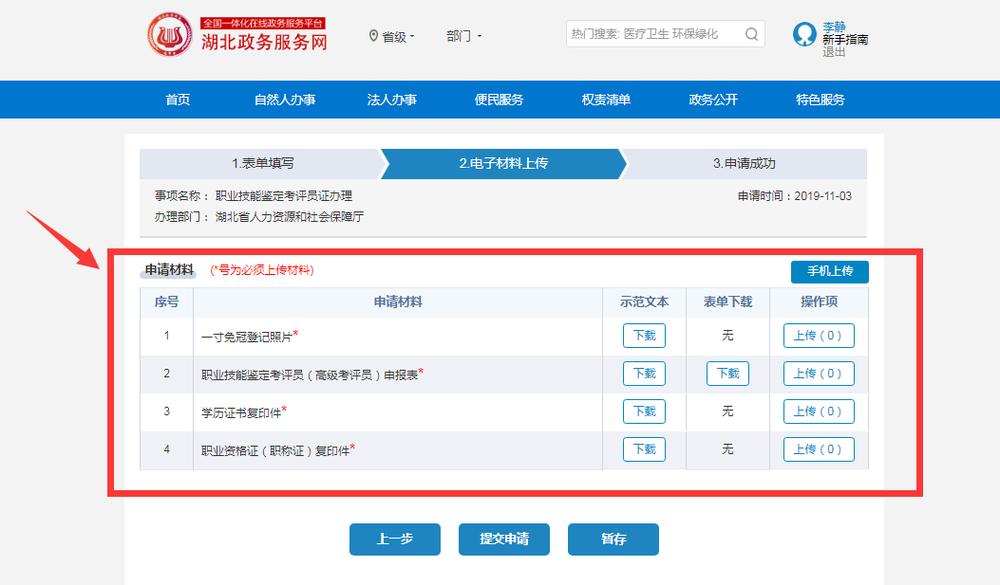 全国一体化在线政务服务平台
湖北政务服务网
省级
部门
热门搜索: 医疗卫生 环保绿化
李静
新手指南
退出
首页 自然人办事 法人办事 便民服务 权责清单 政务公开 特色服务
1.表单填写 2.电子材料上传 3.申请成功
事项名称： 职业技能鉴定考评员证办理 申请时间：2019-11-03
办理部门： 湖北省人力资源和社会保障厅
申请材料 (*号为必须上传材料) 手机上传
序号 申请材料 示范文本 表单下载 操作项
1 一寸免冠登记照片* 下载 无 上传（0）
2 职业技能鉴定考评员（高级考评员）申报表* 下载 下载 上传（0）
3 学历证书复印件* 下载 无 上传（0）
4 职业资格证（职称证）复印件* 下载 无 上传（0）
上一步 提交申请 暂存